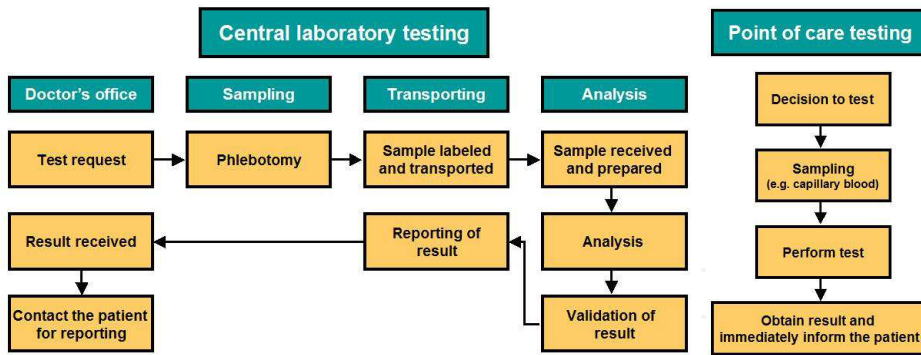 Central laboratory testing
Point of care testing
Doctor's office
Sampling
Transporting
Analysis
Test request
Phlebotomy
Sample labeled
and transported
Sample received
and prepared
Result received
Reporting of
result
Analysis
Contact the patient
for reporting
Validation of
result
Decision to test
Sampling
(e.g. capillary blood)
Perform test
Obtain result and
immediately inform the patient